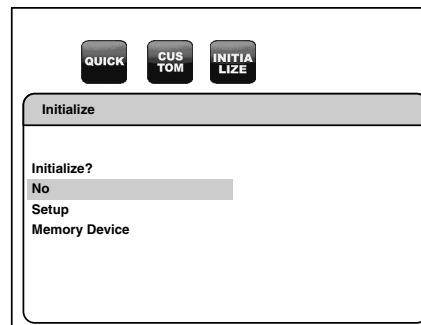 QUICK
CUS
TOM
INITIA
LIZE
Initialize
Initialize?
No
Setup
Memory Device